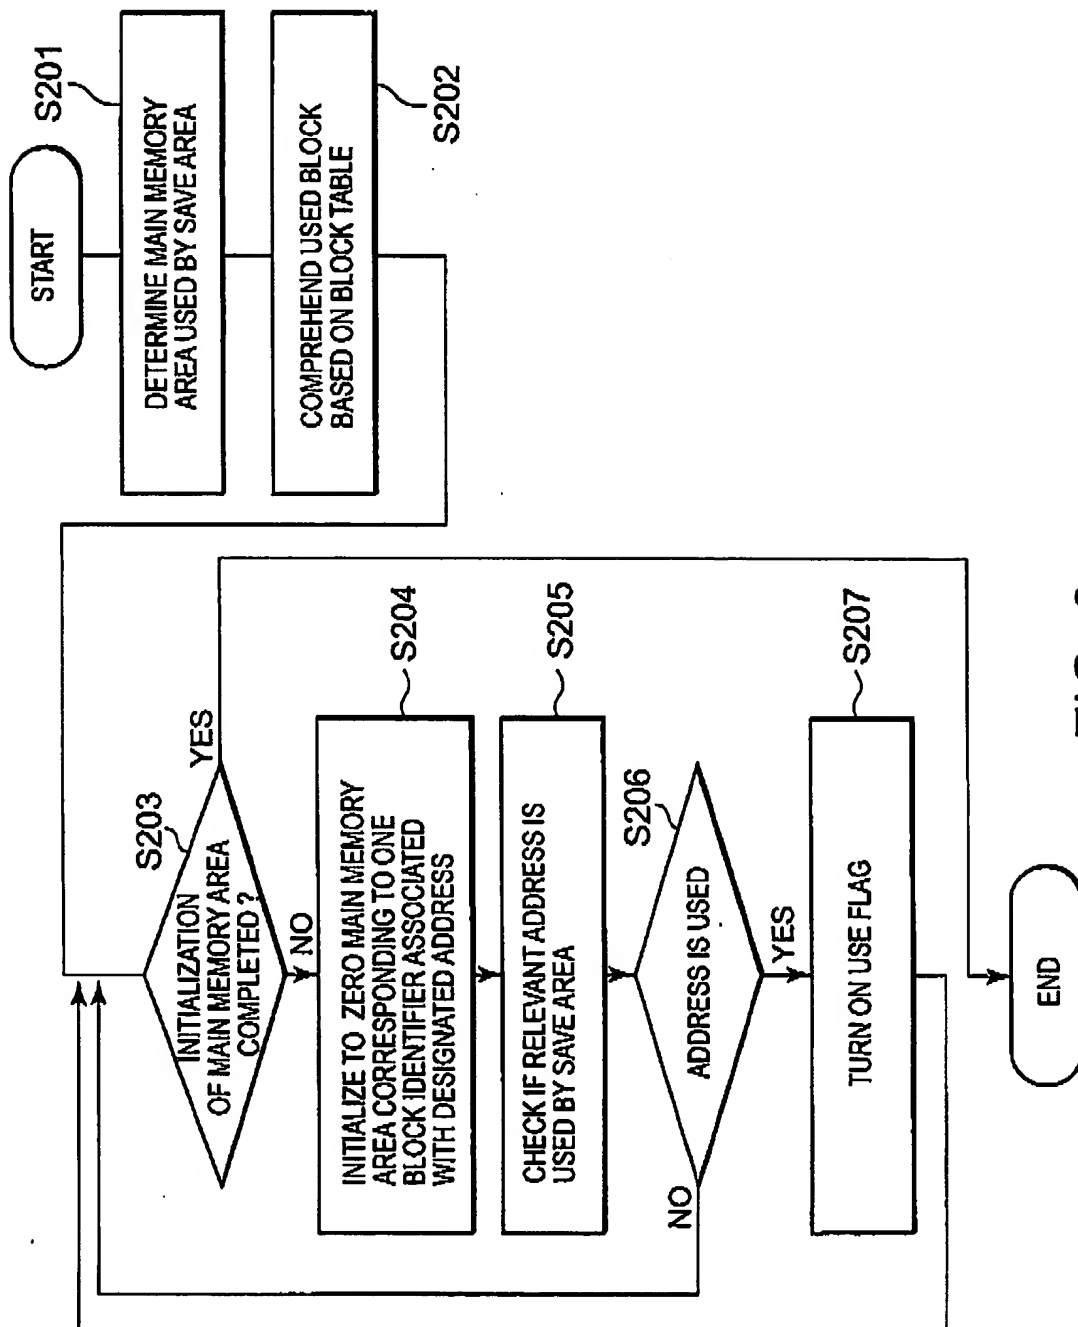 START
S201
DETERMINE MAIN MEMORY
AREA USED BY SAVE AREA
COMPREHEND USED BLOCK
BASED ON BLOCK TABLE
S202
S203
INITIALIZATION
OF MAIN MEMORY AREA
COMPLETED ?
YES
NO
S204
INITIALIZE TO ZERO MAIN MEMORY
AREA CORRESPONDING TO ONE
BLOCK IDENTIFIER ASSOCIATED
WITH DESIGNATED ADDRESS
S205
CHECK IF RELEVANT ADDRESS IS
USED BY SAVE AREA
S206
ADDRESS IS USED
NO
YES
S207
TURN ON USE FLAG
END